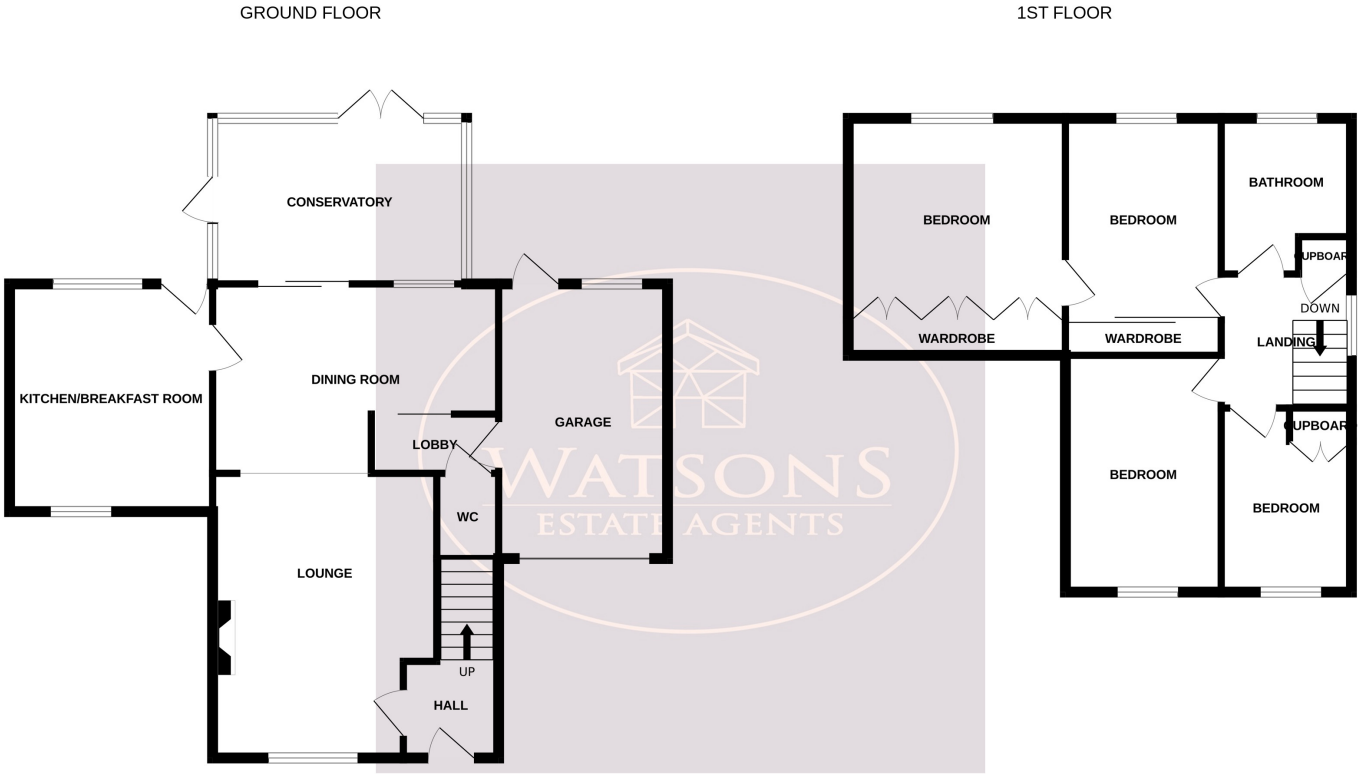 GROUND FLOOR
1ST FLOOR
CONSERVATORY
KITCHEN/BREAKFAST ROOM
DINING ROOM
LOBBY
GARAGE
WC
LOUNGE
UP
HALL
WATSONS
ESTATE AGENTS
BEDROOM
BEDROOM
BATHROOM
CUPBOARD
DOWN
WARDROBE
WARDROBE
LANDING
CUPBOARD
BEDROOM
BEDROOM